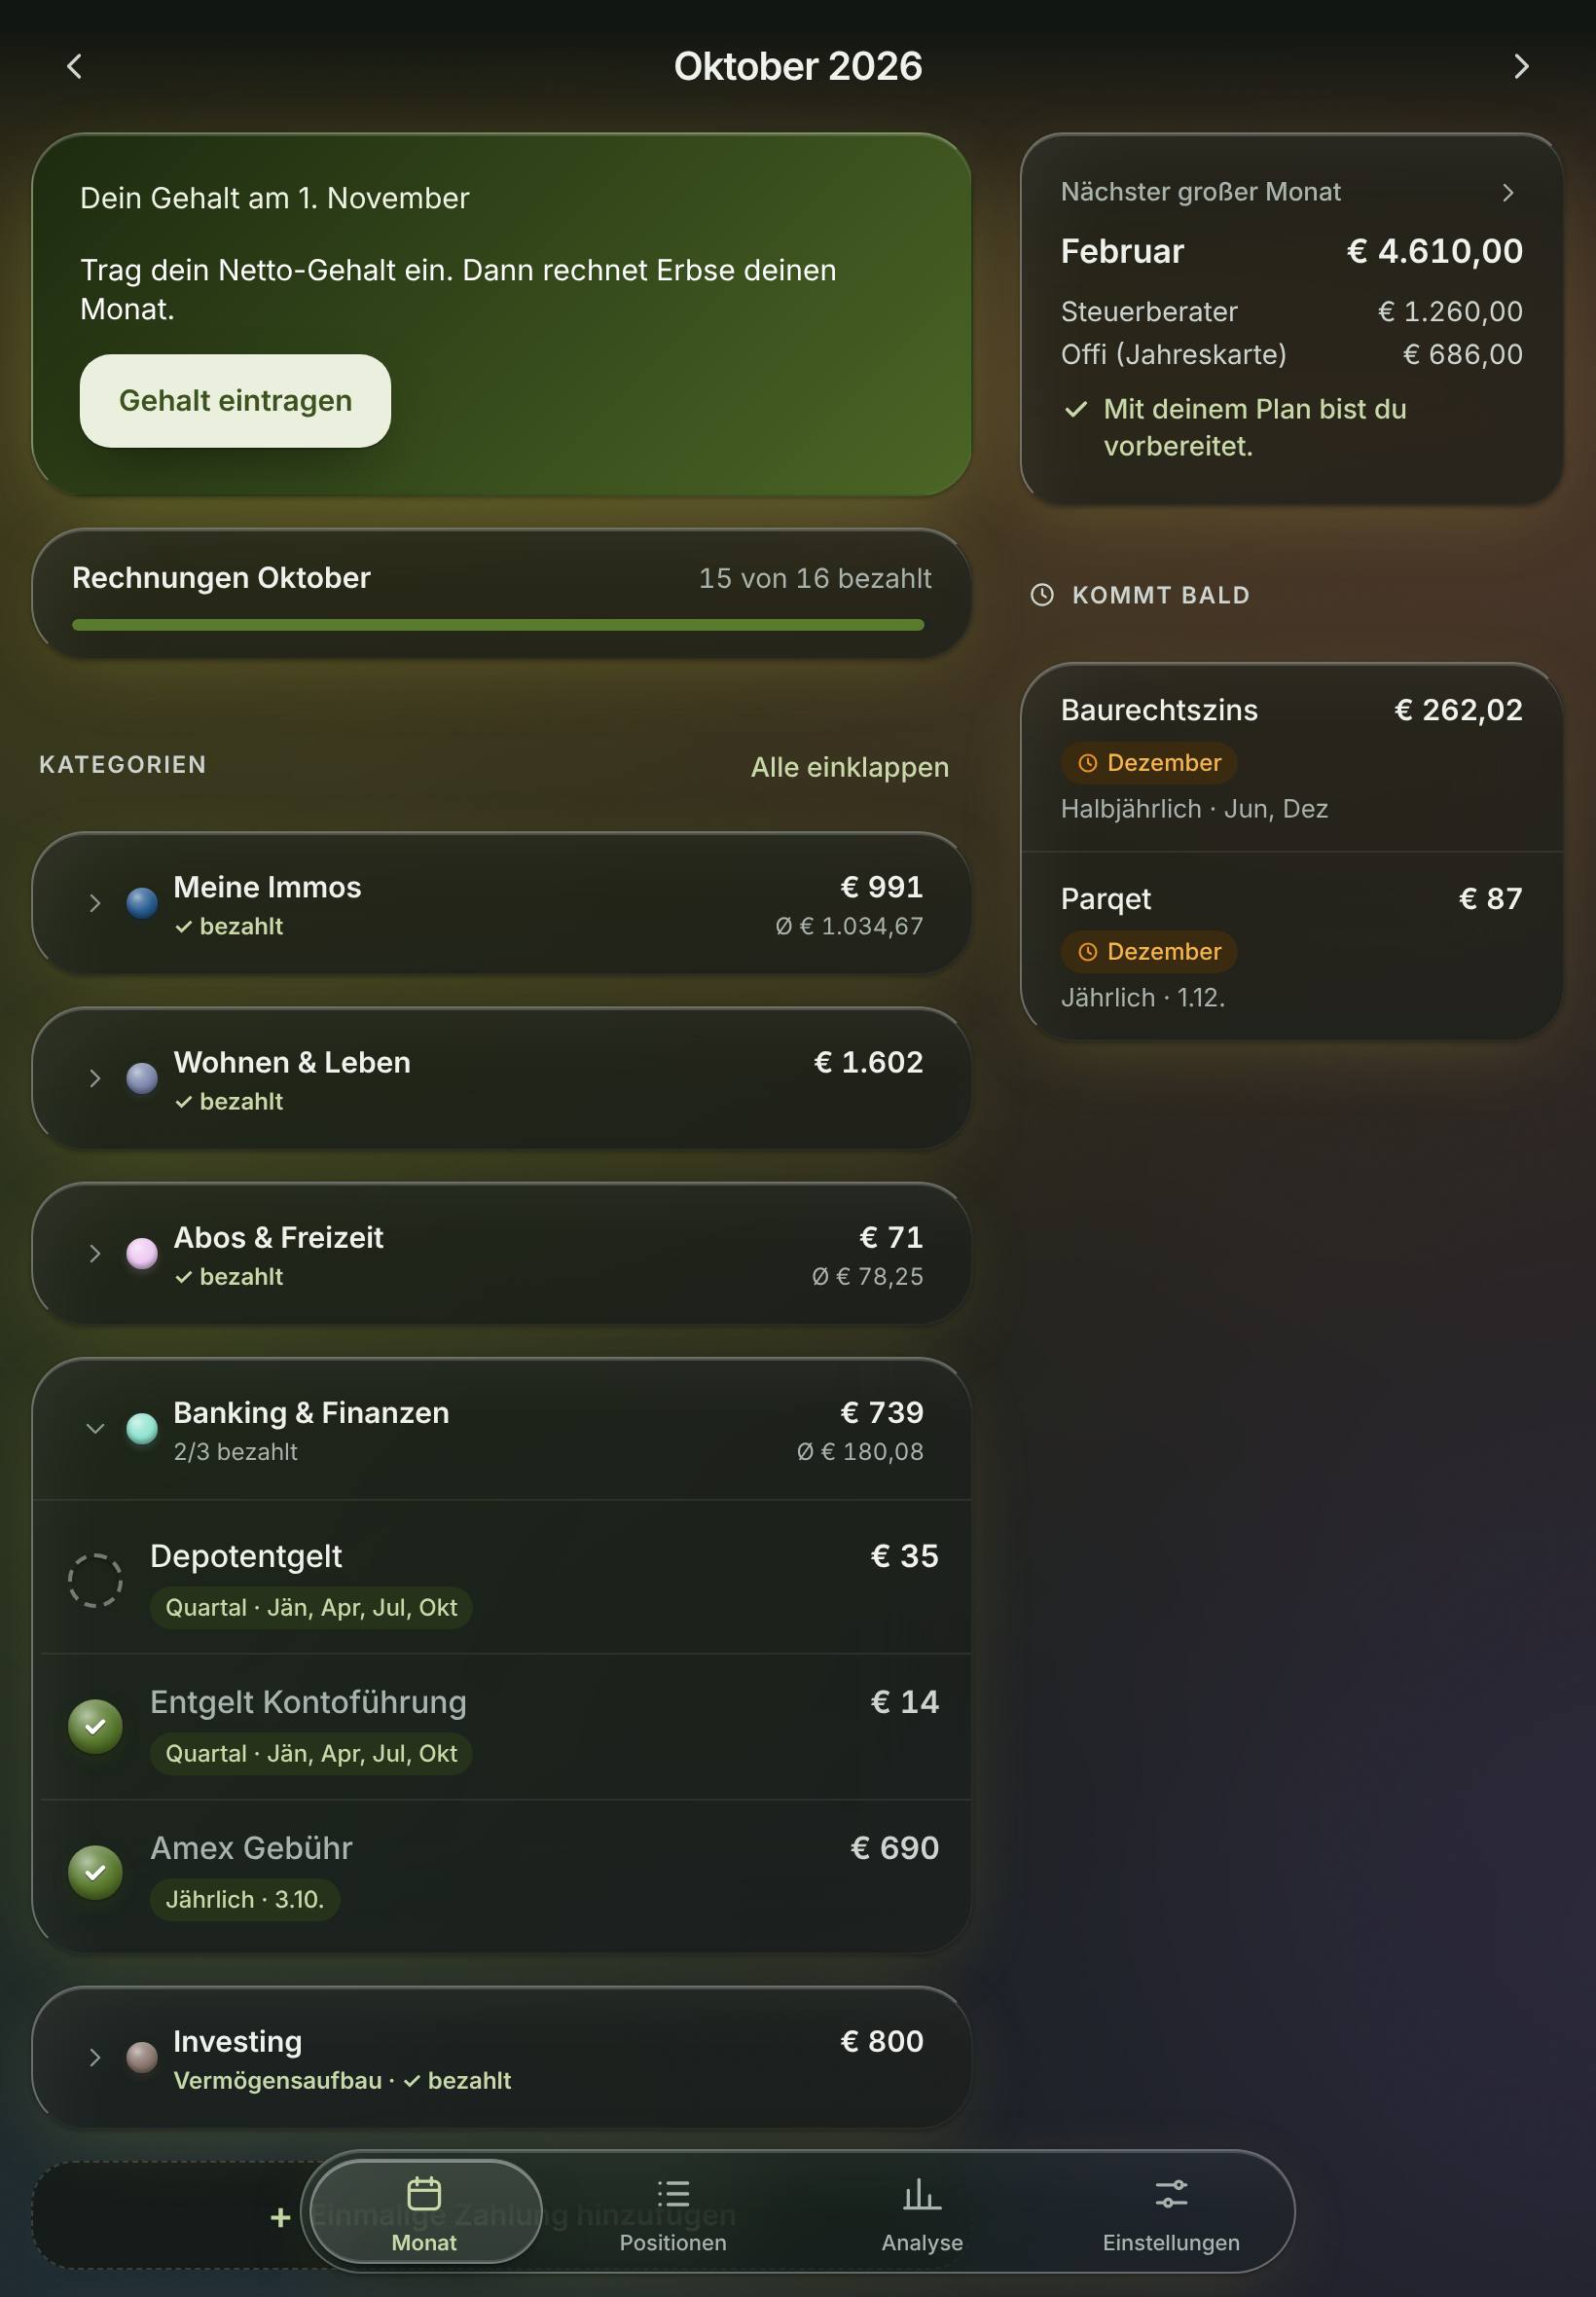 Oktober 2026
Dein Gehalt am 1. November
Trag dein Netto-Gehalt ein. Dann rechnet Erbse deinen
Monat.
Gehalt eintragen
Rechnungen Oktober
15 von 16 bezahlt
KATEGORIEN
Alle einklappen
Meine Immos
€ 991
✓ bezahlt
Ø € 1.034,67
Wohnen & Leben
€ 1.602
✓ bezahlt
Abos & Freizeit
€ 71
✓ bezahlt
Ø € 78,25
Banking & Finanzen
€ 739
2/3 bezahlt
Ø € 180,08
Depotentgelt
€ 35
Quartal · Jän, Apr, Jul, Okt
Entgelt Kontoführung
€ 14
Quartal · Jän, Apr, Jul, Okt
Amex Gebühr
€ 690
Jährlich · 3.10.
Investing
€ 800
Vermögensaufbau · ✓ bezahlt
+ Einmalige Zahlung hinzufügen
Nächster großer Monat
Februar
€ 4.610,00
Steuerberater
€ 1.260,00
Offi (Jahreskarte)
€ 686,00
✓ Mit deinem Plan bist du
vorbereitet.
KOMMT BALD
Baurechtszins
€ 262,02
Dezember
Halbjährlich · Jun, Dez
Parqet
€ 87
Dezember
Jährlich · 1.12.
Monat
Positionen
Analyse
Einstellungen